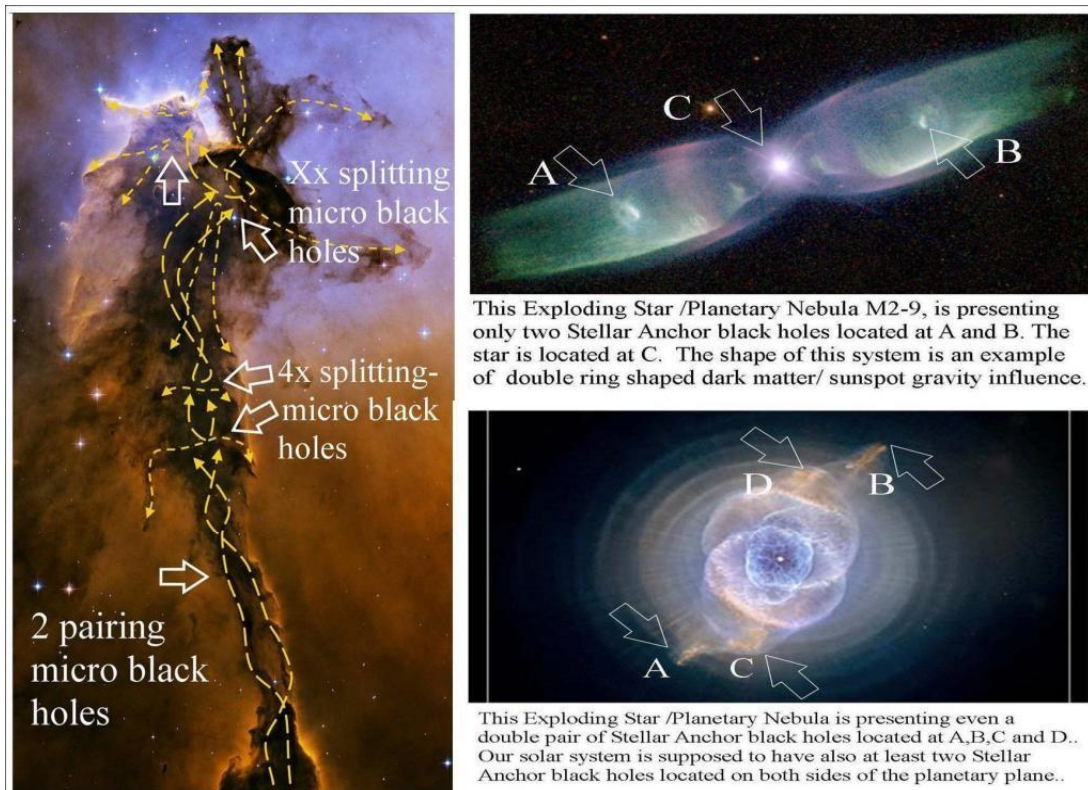 Xx splitting
micro black
holes
4x splitting-
micro black
holes
2 pairing
micro black
holes
C
A
B
This Exploding Star /Planetary Nebula M2-9, is presenting
only two Stellar Anchor black holes located at A and B. The
star is located at C. The shape of this system is an example
of double ring shaped dark matter/ sunspot gravity influence.
D
B
A
C
This Exploding Star /Planetary Nebula is presenting even a
double pair of Stellar Anchor black holes located at A,B,C and D..
Our solar system is supposed to have also at least two Stellar
Anchor black holes located on both sides of the planetary plane..